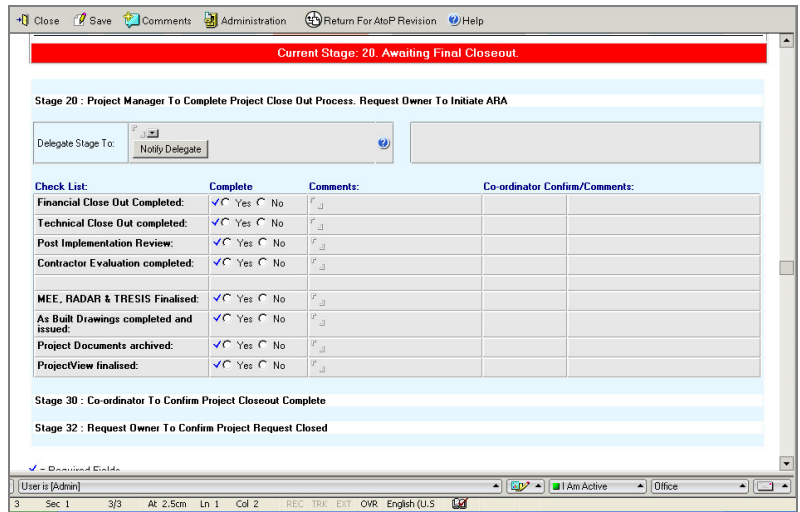 Close Save Comments Administration Return For AtoP Revision Help
Current Stage: 20. Awaiting Final Closeout.
Stage 20 : Project Manager To Complete Project Close Out Process. Request Owner To Initiate ARA
Delegate Stage To:
Notify Delegate
Check List: Complete Comments: Co-ordinator Confirm/Comments:
Financial Close Out Completed: Yes No
Technical Close Out completed: Yes No
Post Implementation Review: Yes No
Contractor Evaluation completed: Yes No
MEE, RADAR & TRESIS Finalised: Yes No
As Built Drawings completed and
issued: Yes No
Project Documents archived: Yes No
ProjectView finalised: Yes No
Stage 30 : Co-ordinator To Confirm Project Closeout Complete
Stage 32 : Request Owner To Confirm Project Request Closed
= Required Fields
User is [Admin] I Am Active Office
3 Sec 1 3/3 At 2.5cm Ln 1 Col 2 REC TRK EXT OVR English (U.S